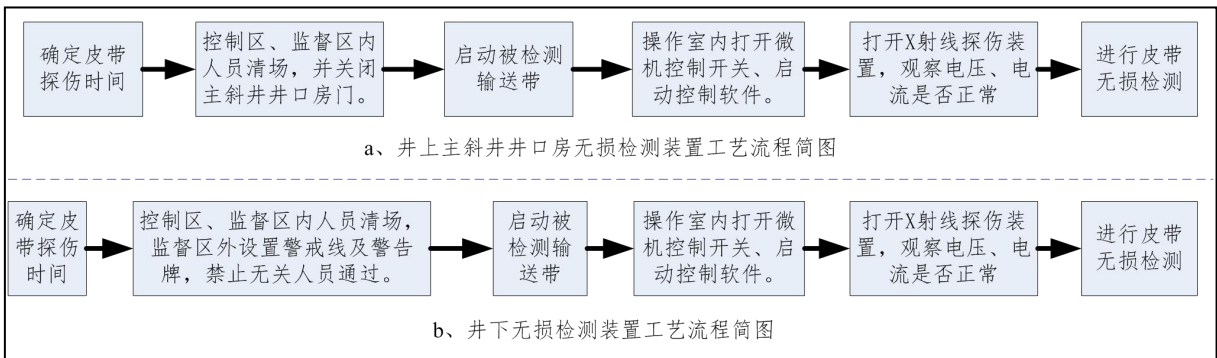 确定皮带
探伤时间
控制区、监督区内
人员清场，并关闭
主斜井井口房门。
启动被检测
输送带
操作室内打开微
机控制开关、启
动控制软件。
打开X射线探伤装
置，观察电压、电
流是否正常
进行皮带
无损检测
a、井上主斜井井口房无损检测装置工艺流程简图
确定皮
带探伤
时间
控制区、监督区内人员清场，
监督区外设置警戒线及警告
牌，禁止无关人员通过。
启动被
检测输
送带
操作室内打开微
机控制开关、启
动控制软件。
打开X射线探伤装
置，观察电压、电
流是否正常
进行皮带
无损检测
b、井下无损检测装置工艺流程简图